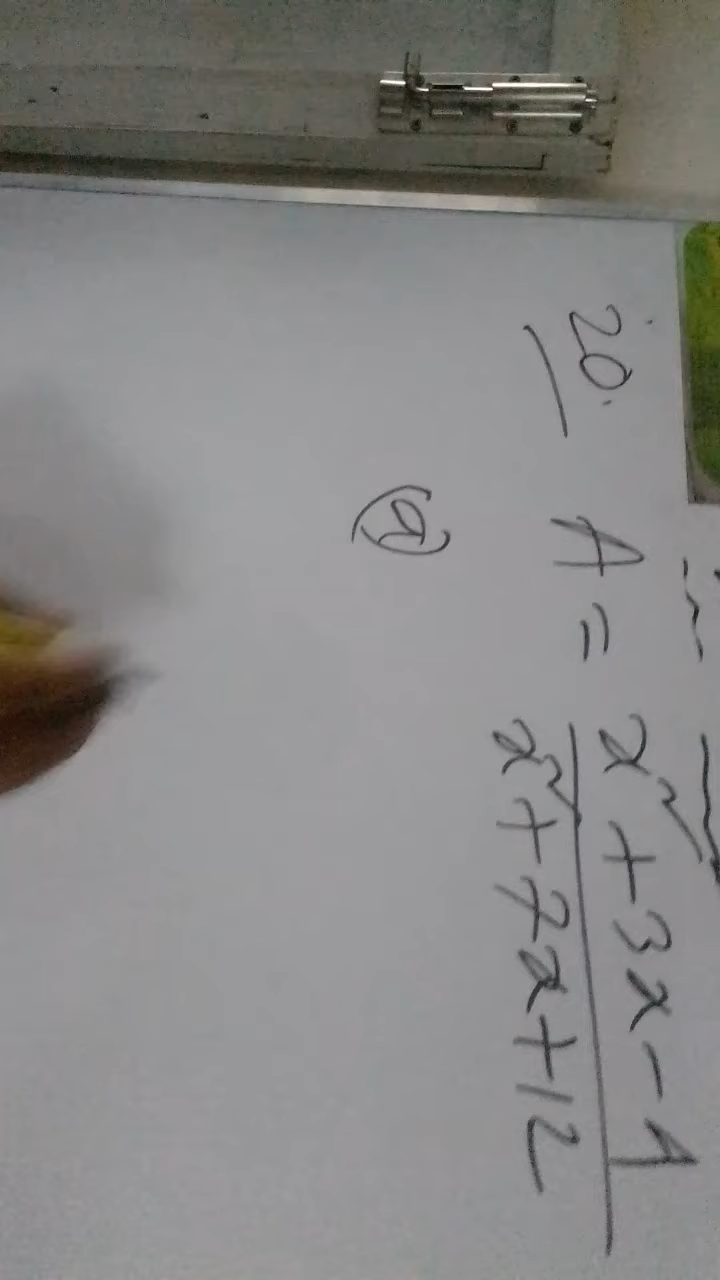 20.
A = x² + 3x - 4 / x² + 7x + 12
(a)